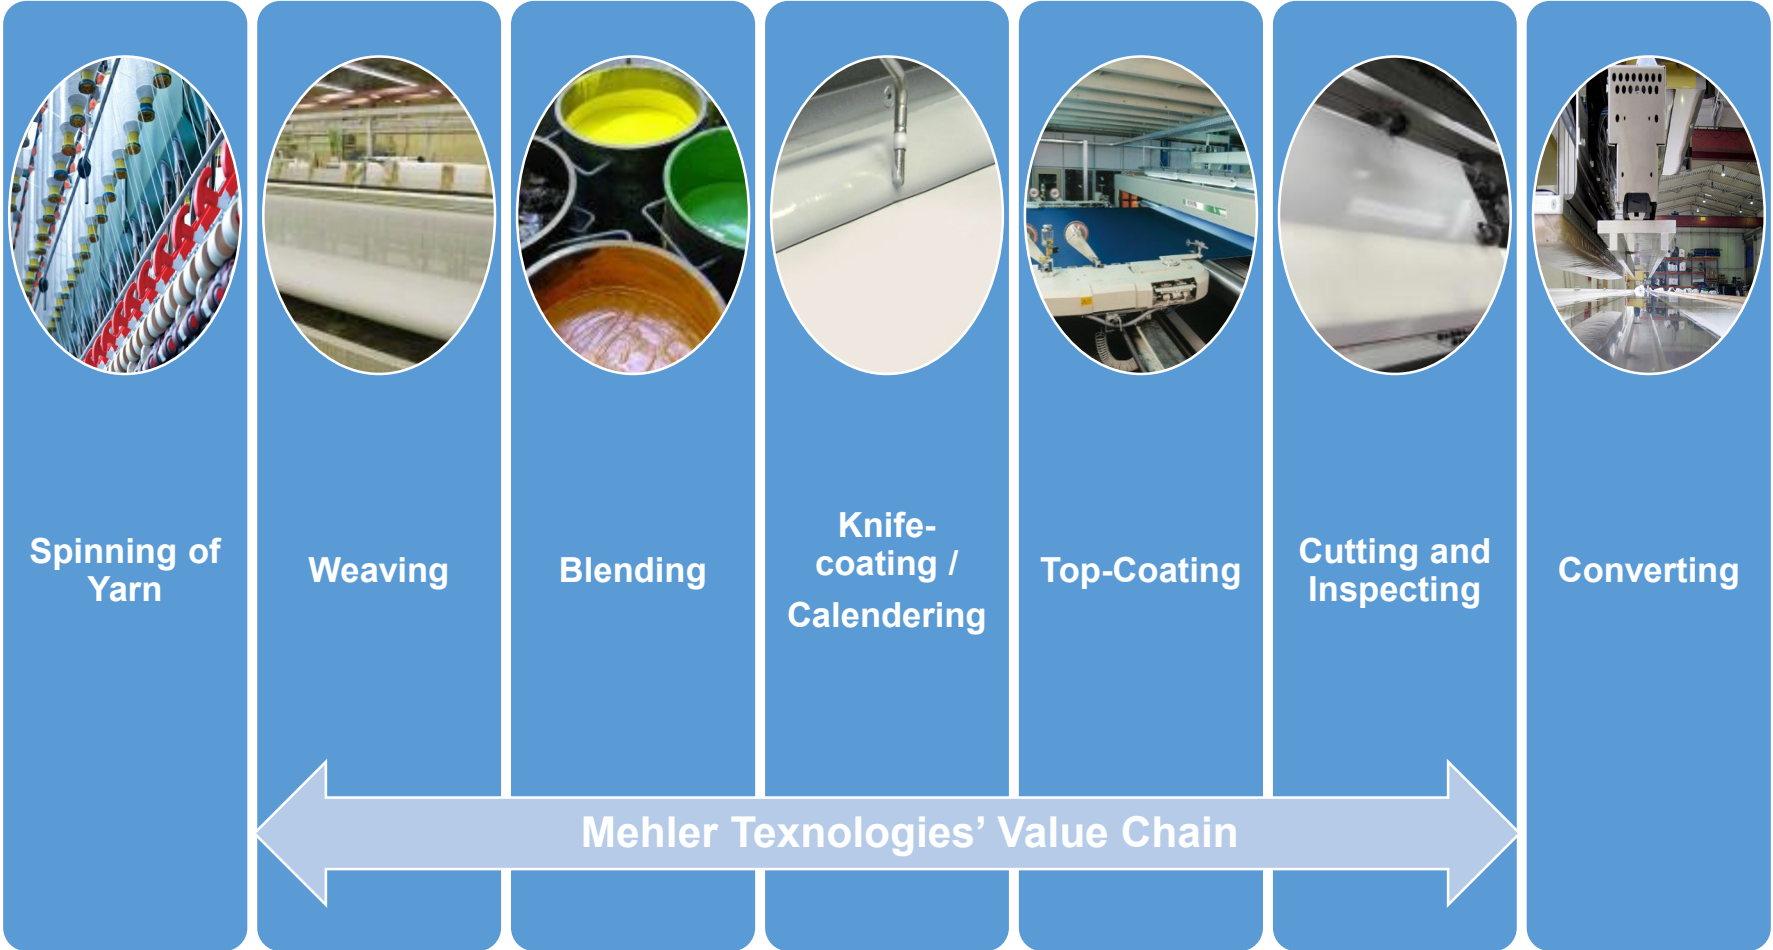 Spinning of
Yarn
Weaving
Blending
Knife-
coating /
Calendering
Top-Coating
Cutting and
Inspecting
Converting
Mehler Texnologies’ Value Chain